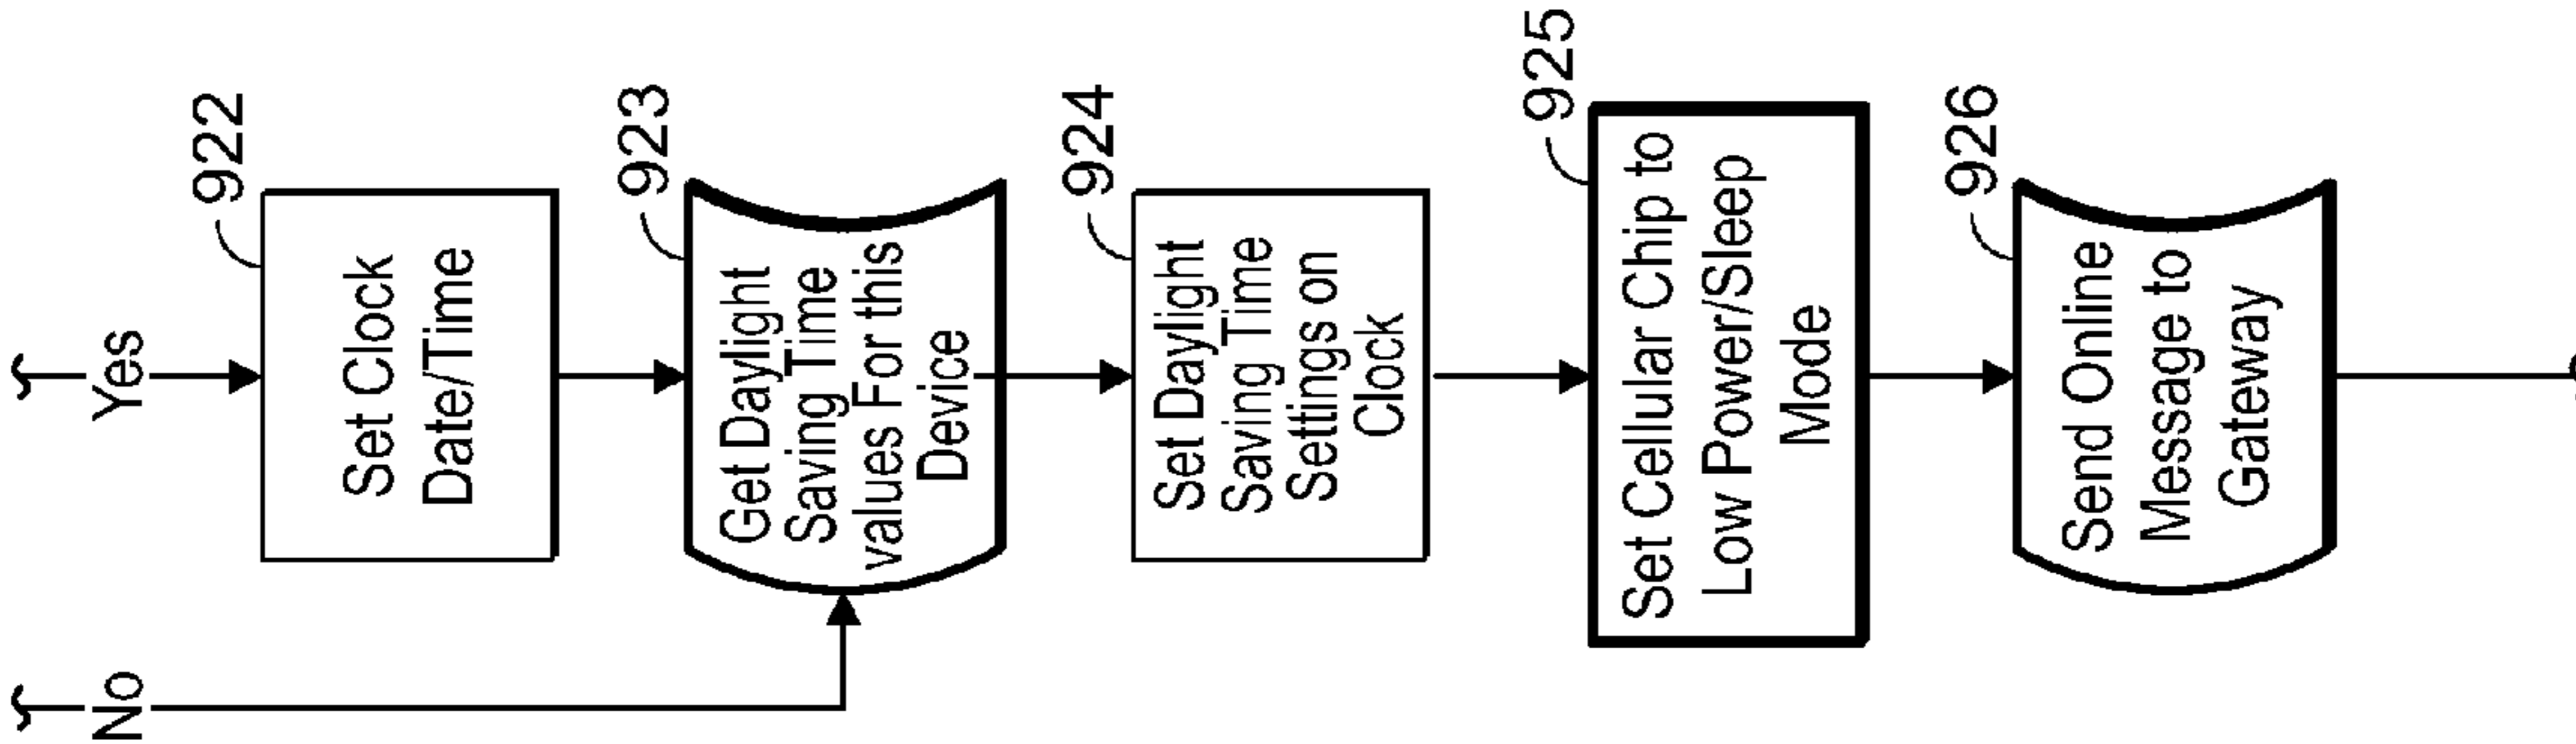 Yes
No
922
Set Clock
Date/Time
923
Get Daylight
Saving Time
values For this
Device
924
Set Daylight
Saving Time
Settings on
Clock
925
Set Cellular Chip to
Low Power/Sleep
Mode
926
Send Online
Message to
Gateway